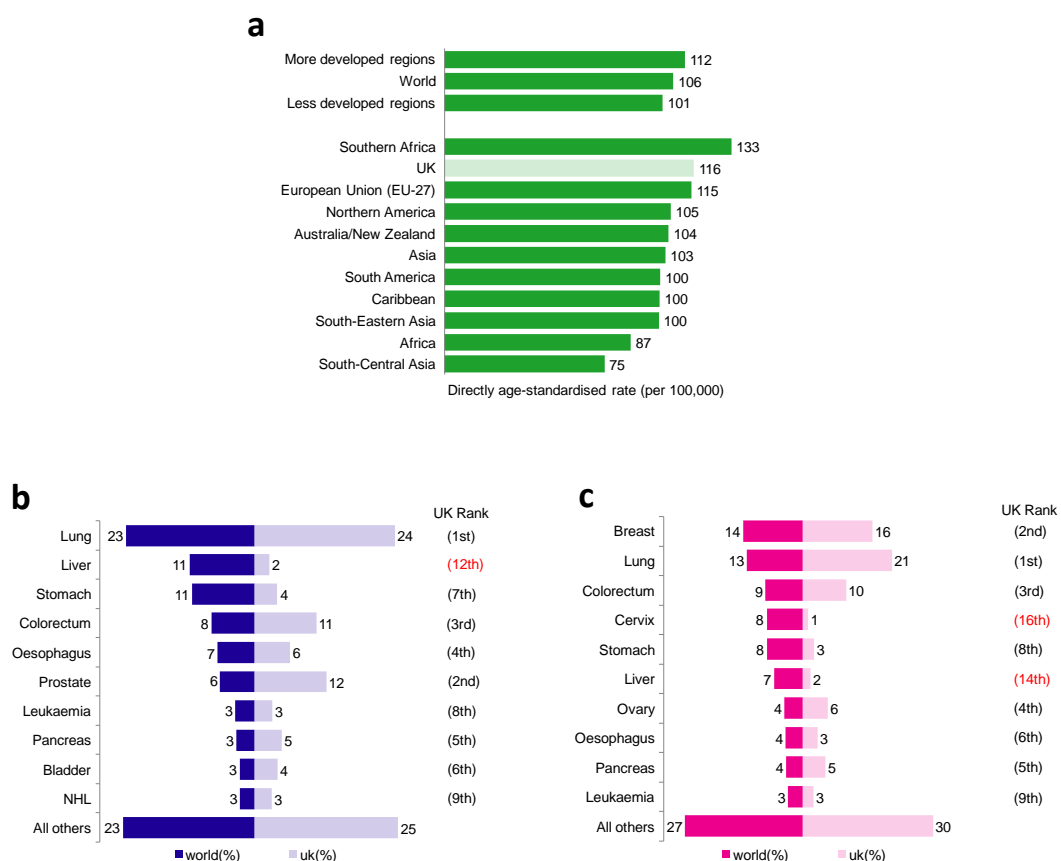 a
More developed regions 112
World 106
Less developed regions 101
Southern Africa 133
UK 116
European Union (EU-27) 115
Northern America 105
Australia/New Zealand 104
Asia 103
South America 100
Caribbean 100
South-Eastern Asia 100
Africa 87
South-Central Asia 75
Directly age-standardised rate (per 100,000)
b
UK Rank
Lung 23 24 (1st)
Liver 11 2 (12th)
Stomach 11 4 (7th)
Colorectum 8 11 (3rd)
Oesophagus 7 6 (4th)
Prostate 6 12 (2nd)
Leukaemia 3 3 (8th)
Pancreas 3 5 (5th)
Bladder 3 4 (6th)
NHL 3 3 (9th)
All others 23 25
world(%) uk(%)
c
UK Rank
Breast 14 16 (2nd)
Lung 13 21 (1st)
Colorectum 9 10 (3rd)
Cervix 8 1 (16th)
Stomach 8 3 (8th)
Liver 7 2 (14th)
Ovary 4 6 (4th)
Oesophagus 4 3 (6th)
Pancreas 4 5 (5th)
Leukaemia 3 3 (9th)
All others 27 30
world(%) uk(%)